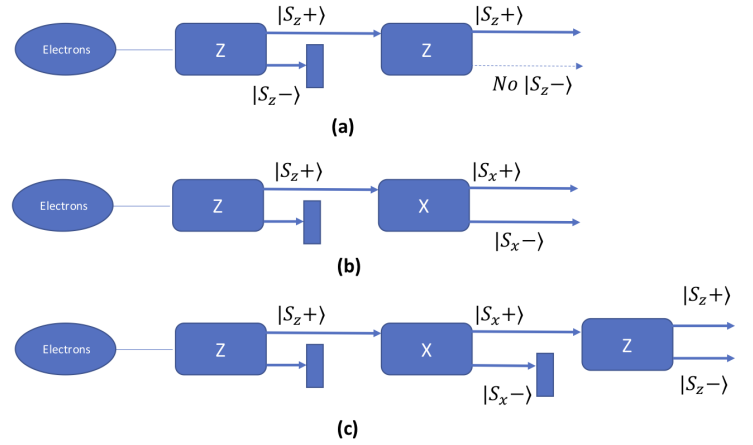 |S_z+⟩ |S_z+⟩
Electrons Z Z
|S_z−⟩ No |S_z−⟩
(a)
|S_z+⟩ |S_x+⟩
Electrons Z X
|S_x−⟩
(b)
|S_z+⟩ |S_x+⟩ |S_z+⟩
Electrons Z X Z
|S_x−⟩ |S_z−⟩
(c)